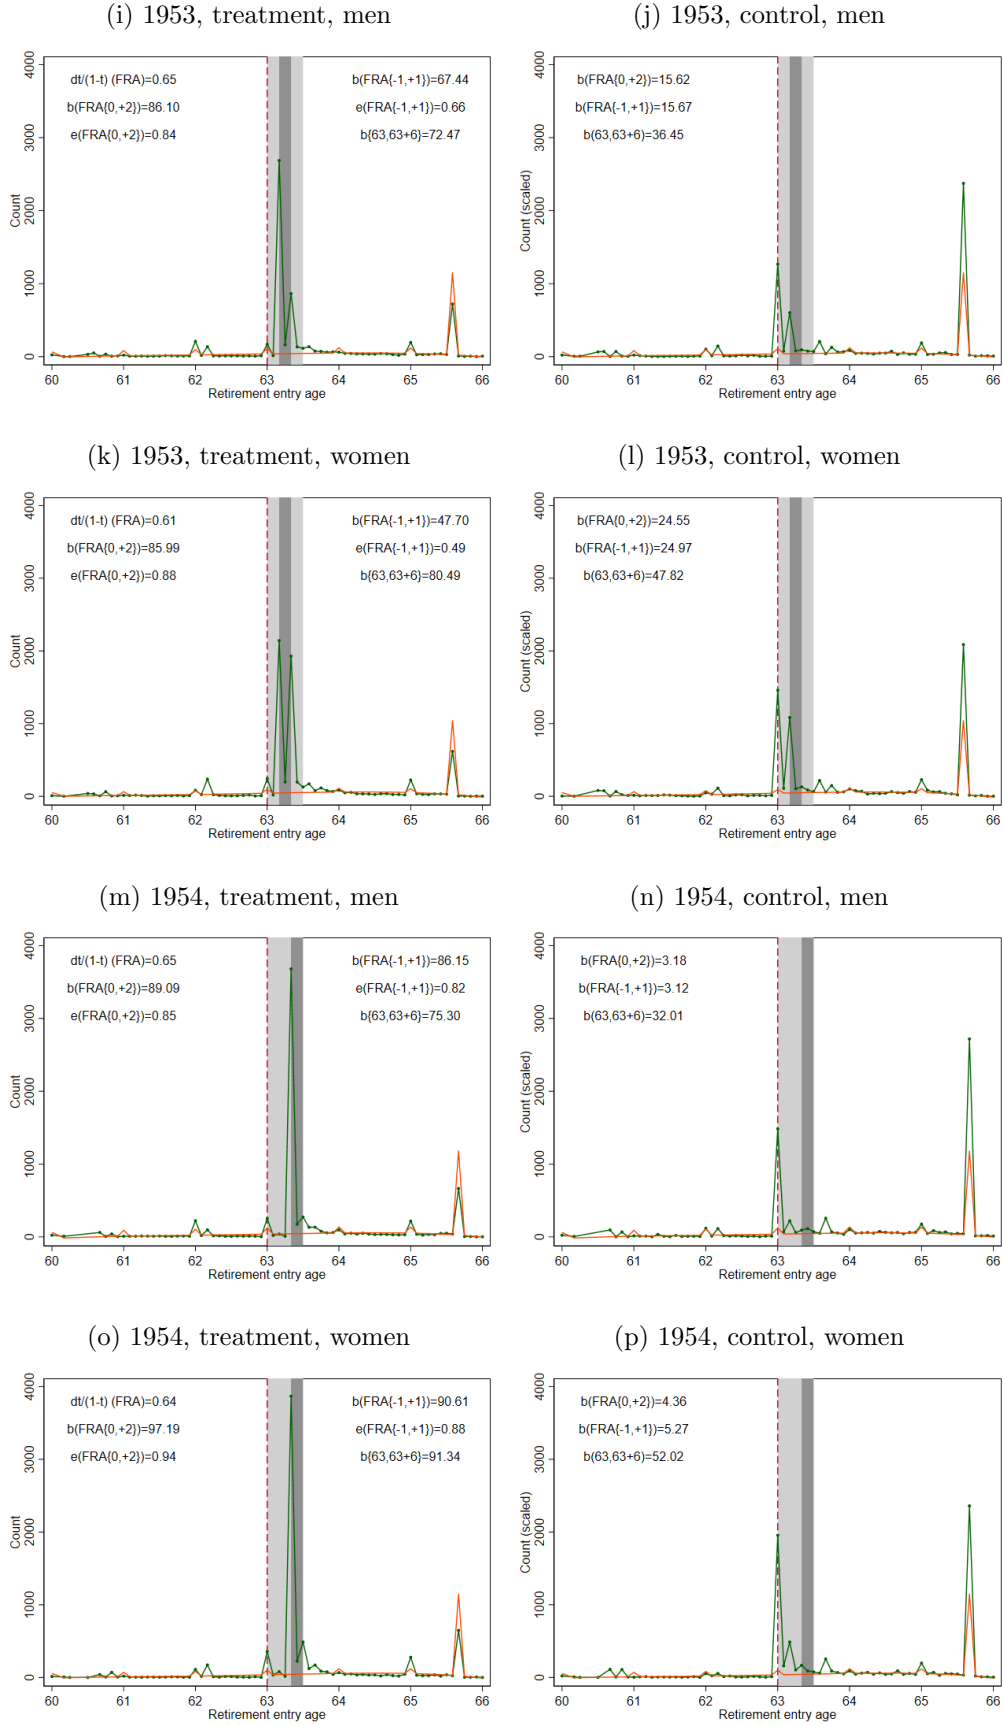 (i) 1953, treatment, men
dt/(1-t) (FRA)=0.65
b(FRA{0,+2})=86.10
e(FRA{0,+2})=0.84
b(FRA{-1,+1})=67.44
e(FRA{-1,+1})=0.66
b{63,63+6}=72.47
Count
4000
3000
2000
1000
0
60 61 62 63 64 65 66
Retirement entry age
(j) 1953, control, men
b(FRA{0,+2})=15.62
b(FRA{-1,+1})=15.67
b(63,63+6)=36.45
Count (scaled)
4000
3000
2000
1000
0
60 61 62 63 64 65 66
Retirement entry age
(k) 1953, treatment, women
dt/(1-t) (FRA)=0.61
b(FRA{0,+2})=85.99
e(FRA{0,+2})=0.88
b(FRA{-1,+1})=47.70
e(FRA{-1,+1})=0.49
b{63,63+6}=80.49
Count
4000
3000
2000
1000
0
60 61 62 63 64 65 66
Retirement entry age
(l) 1953, control, women
b(FRA{0,+2})=24.55
b(FRA{-1,+1})=24.97
b(63,63+6)=47.82
Count (scaled)
4000
3000
2000
1000
0
60 61 62 63 64 65 66
Retirement entry age
(m) 1954, treatment, men
dt/(1-t) (FRA)=0.65
b(FRA{0,+2})=89.09
e(FRA{0,+2})=0.85
b(FRA{-1,+1})=86.15
e(FRA{-1,+1})=0.82
b{63,63+6}=75.30
Count
4000
3000
2000
1000
0
60 61 62 63 64 65 66
Retirement entry age
(n) 1954, control, men
b(FRA{0,+2})=3.18
b(FRA{-1,+1})=3.12
b(63,63+6)=32.01
Count (scaled)
4000
3000
2000
1000
0
60 61 62 63 64 65 66
Retirement entry age
(o) 1954, treatment, women
dt/(1-t) (FRA)=0.64
b(FRA{0,+2})=97.19
e(FRA{0,+2})=0.94
b(FRA{-1,+1})=90.61
e(FRA{-1,+1})=0.88
b{63,63+6}=91.34
Count
4000
3000
2000
1000
0
60 61 62 63 64 65 66
Retirement entry age
(p) 1954, control, women
b(FRA{0,+2})=4.36
b(FRA{-1,+1})=5.27
b(63,63+6)=52.02
Count (scaled)
4000
3000
2000
1000
0
60 61 62 63 64 65 66
Retirement entry age